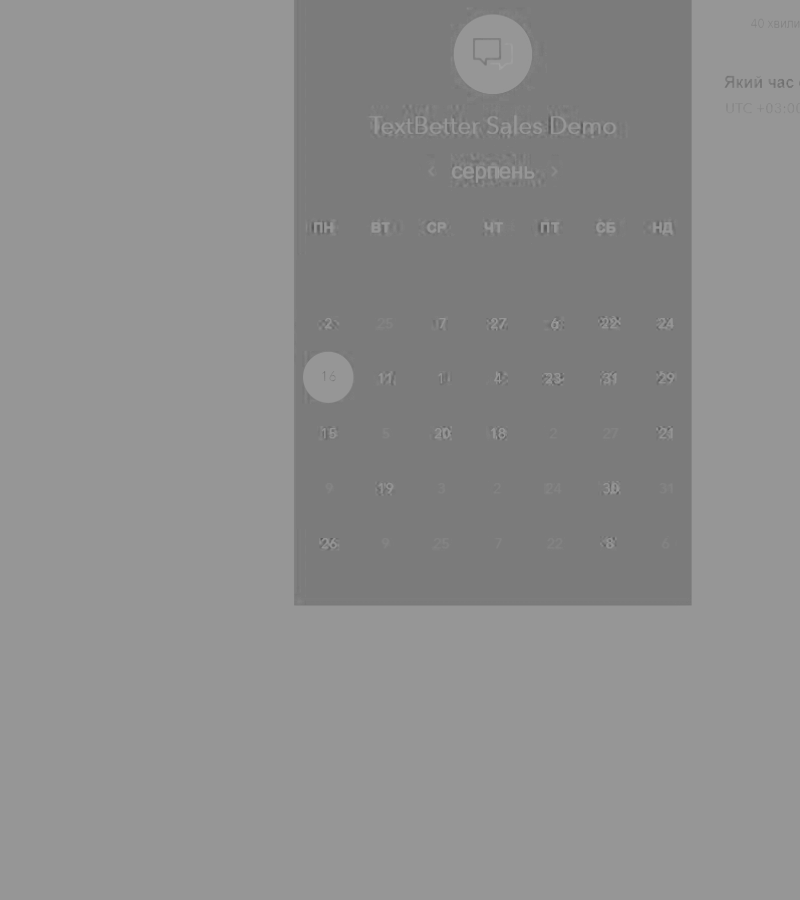 40 хвили
TextBetter Sales Demo
Який час
UTC +03:00
серпень
ПН ВТ СР ЧТ ПТ СБ НД
2 25 7 27 6 22 24
16 11 1 4 23 31 29
15 5 20 18 2 27 21
9 19 3 2 24 30 31
26 9 25 7 22 8 6